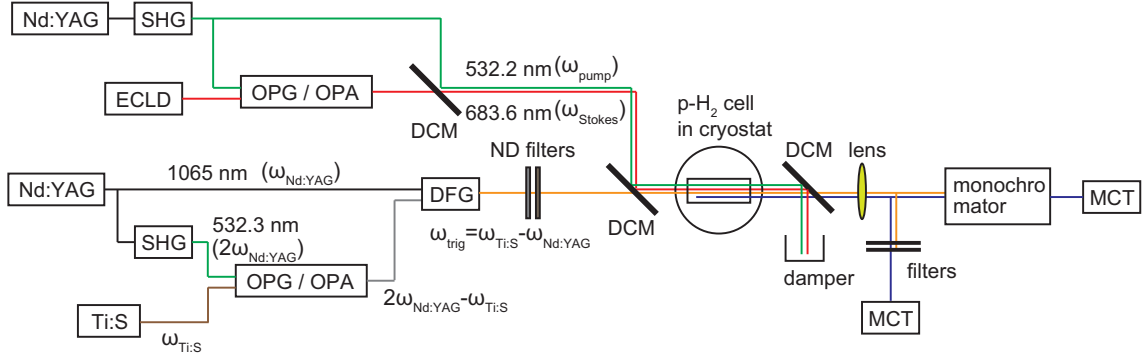 Nd:YAG
SHG
532.2 nm (ω_pump)
ECLD
OPG / OPA
DCM
683.6 nm (ω_Stokes)
p-H₂ cell
in cryostat
DCM
lens
ND filters
1065 nm (ω_Nd:YAG)
Nd:YAG
DFG
monochro
mator
MCT
DCM
ω_trig=ω_Ti:S-ω_Nd:YAG
SHG
532.3 nm
(2ω_Nd:YAG)
OPG / OPA
damper
filters
2ω_Nd:YAG-ω_Ti:S
Ti:S
ω_Ti:S
MCT